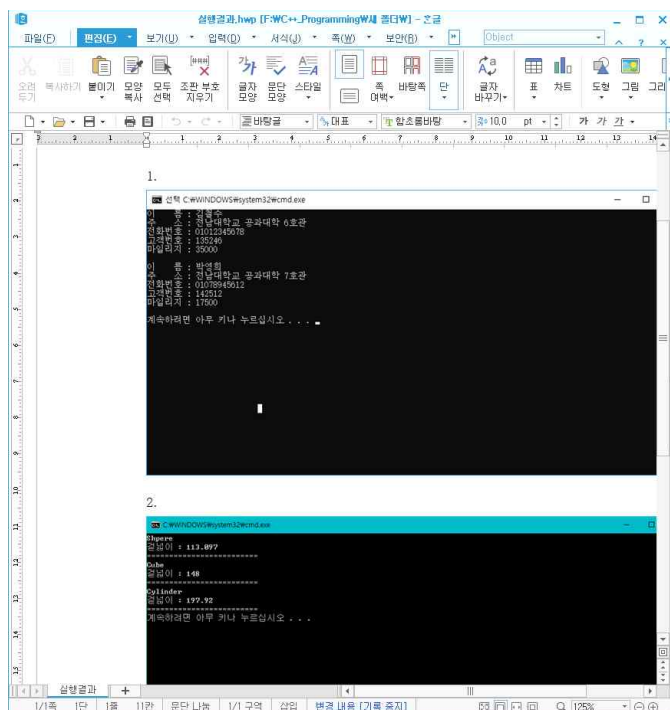 실행결과.hwp [F:\C++_Programming\새 폴더\] - 한글
파일(F) 편집(E) 보기(U) 입력(D) 서식(J) 쪽(W) 보안(B) Object
오려 두기 복사하기 붙이기 모양 복사 모두 선택 조판 부호 지우기 글자 모양 문단 모양 스타일 쪽 여백 바탕쪽 단 글자 바꾸기 표 차트 도형 그림 그리
바탕글 대표 함초롬바탕 10.0 pt 가 가 가
1.
선택 C:\WINDOWS\system32\cmd.exe
이 름 : 김철수
주 소 : 전남대학교 공과대학 6호관
전화번호 : 01012345678
고객번호 : 135246
마일리지 : 35000
이 름 : 박영희
주 소 : 전남대학교 공과대학 7호관
전화번호 : 01078945612
고객번호 : 142512
마일리지 : 17500
계속하려면 아무 키나 누르십시오 . . .
2.
C:\WINDOWS\system32\cmd.exe
Shpere
겉넓이 : 113.097
=========================
Cube
겉넓이 : 148
=========================
Cylinder
겉넓이 : 197.92
=========================
계속하려면 아무 키나 누르십시오 . . .
실행결과
1/1쪽 1단 1줄 11칸 문단 나눔 1/1 구역 삽입 변경 내용 [기록 중지] 125%